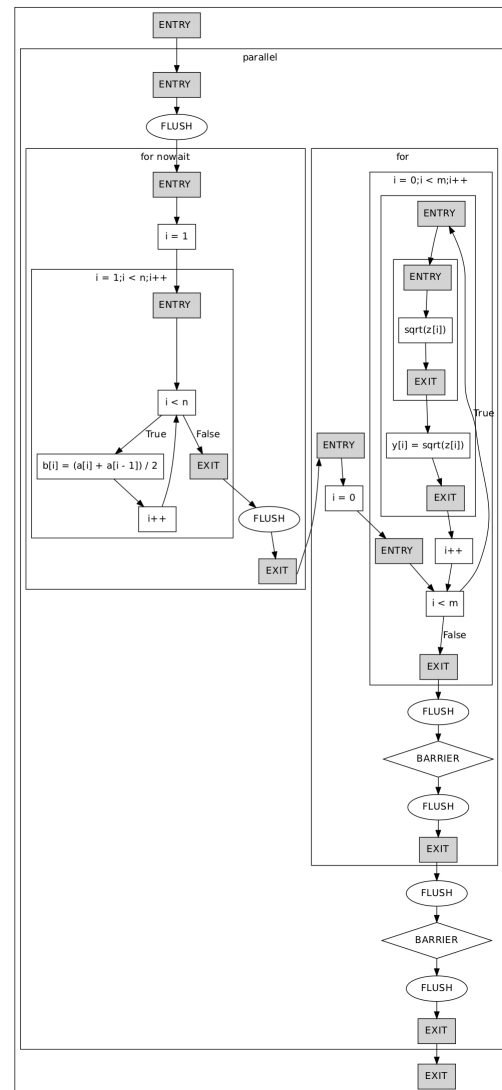 ENTRY
parallel
ENTRY
FLUSH
for nowait
ENTRY
i = 1
i = 1;i < n;i++
ENTRY
i < n
True
False
b[i] = (a[i] + a[i - 1]) / 2
EXIT
i++
FLUSH
EXIT
for
ENTRY
i = 0
i = 0;i < m;i++
ENTRY
ENTRY
sqrt(z[i])
EXIT
True
y[i] = sqrt(z[i])
EXIT
ENTRY
i++
i < m
False
EXIT
FLUSH
BARRIER
FLUSH
EXIT
FLUSH
BARRIER
FLUSH
EXIT
EXIT